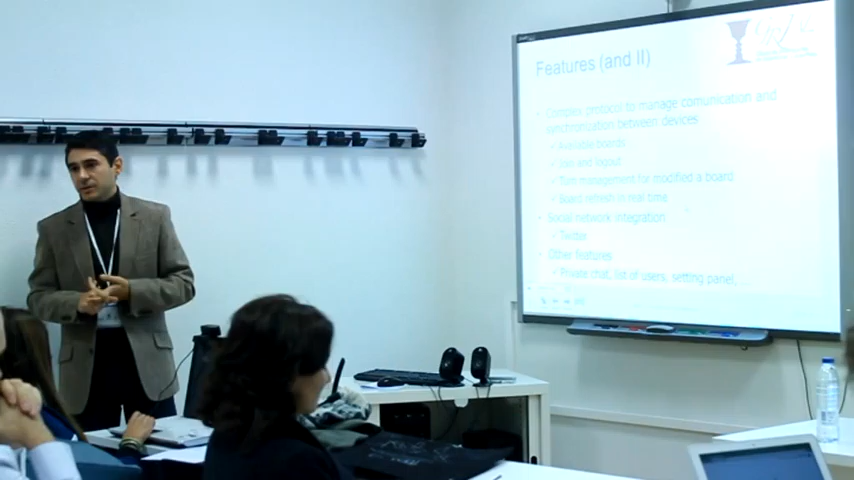 Features (and II)
Complex protocol to manage comunication and
synchronization between devices
Available boards
Join and logout
Turn management for modified a board
Board refresh in real time
Social network integration
Twitter
Other features
Private chat, list of users, setting panel, ...